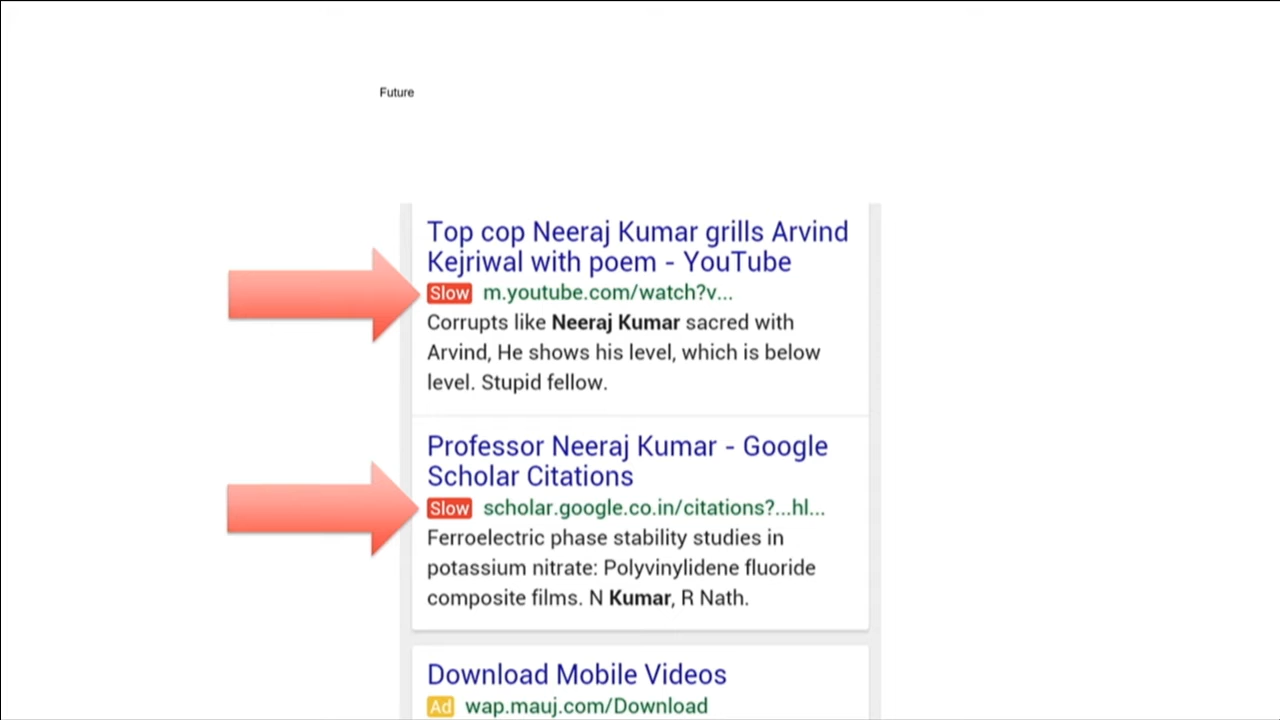 Future
Top cop Neeraj Kumar grills Arvind
Kejriwal with poem - YouTube
Slow m.youtube.com/watch?v...
Corrupts like Neeraj Kumar sacred with
Arvind, He shows his level, which is below
level. Stupid fellow.
Professor Neeraj Kumar - Google
Scholar Citations
Slow scholar.google.co.in/citations?...hl...
Ferroelectric phase stability studies in
potassium nitrate: Polyvinylidene fluoride
composite films. N Kumar, R Nath.
Download Mobile Videos
Ad wap.mauj.com/Download